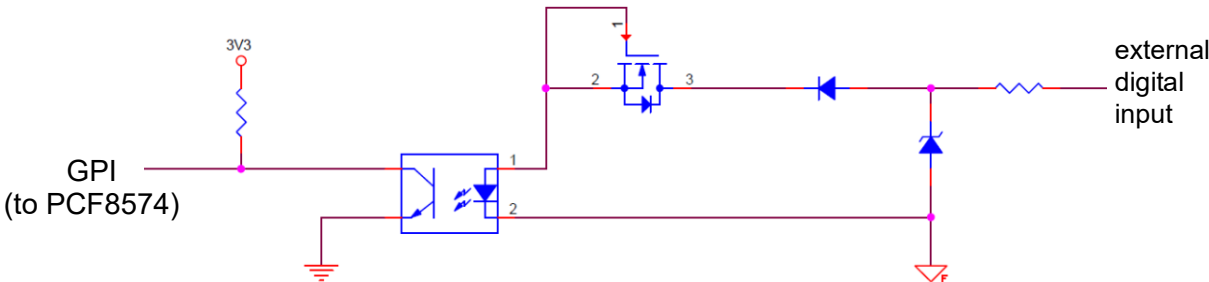 1
3V3
2
3
external
digital
input
GPI
(to PCF8574)
1
2
F